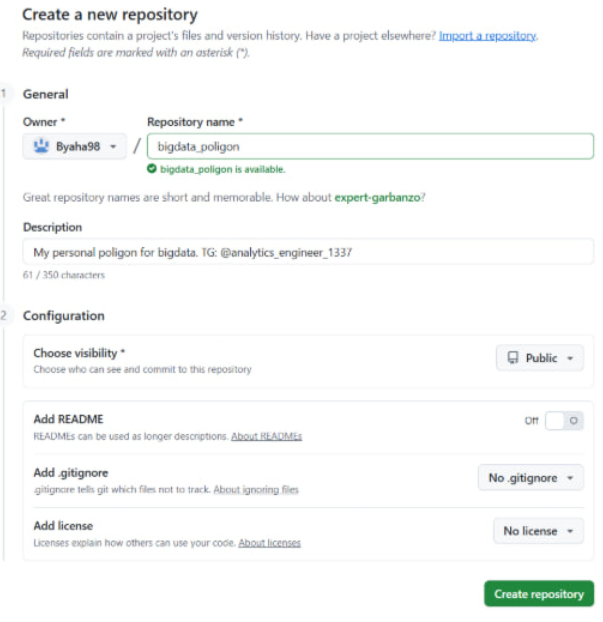 Create a new repository
Repositories contain a project's files and version history. Have a project elsewhere? Import a repository.
Required fields are marked with an asterisk (*).
1 General
Owner * Repository name *
Byaha98 / bigdata_poligon
bigdata_poligon is available.
Great repository names are short and memorable. How about expert-garbanzo?
Description
My personal poligon for bigdata. TG: @analytics_engineer_1337
61 / 350 characters
2 Configuration
Choose visibility *
Choose who can see and commit to this repository
Public
Add README
READMEs can be used as longer descriptions. About READMEs
Off
Add .gitignore
.gitignore tells git which files not to track. About ignoring files
No .gitignore
Add license
Licenses explain how others can use your code. About licenses
No license
Create repository